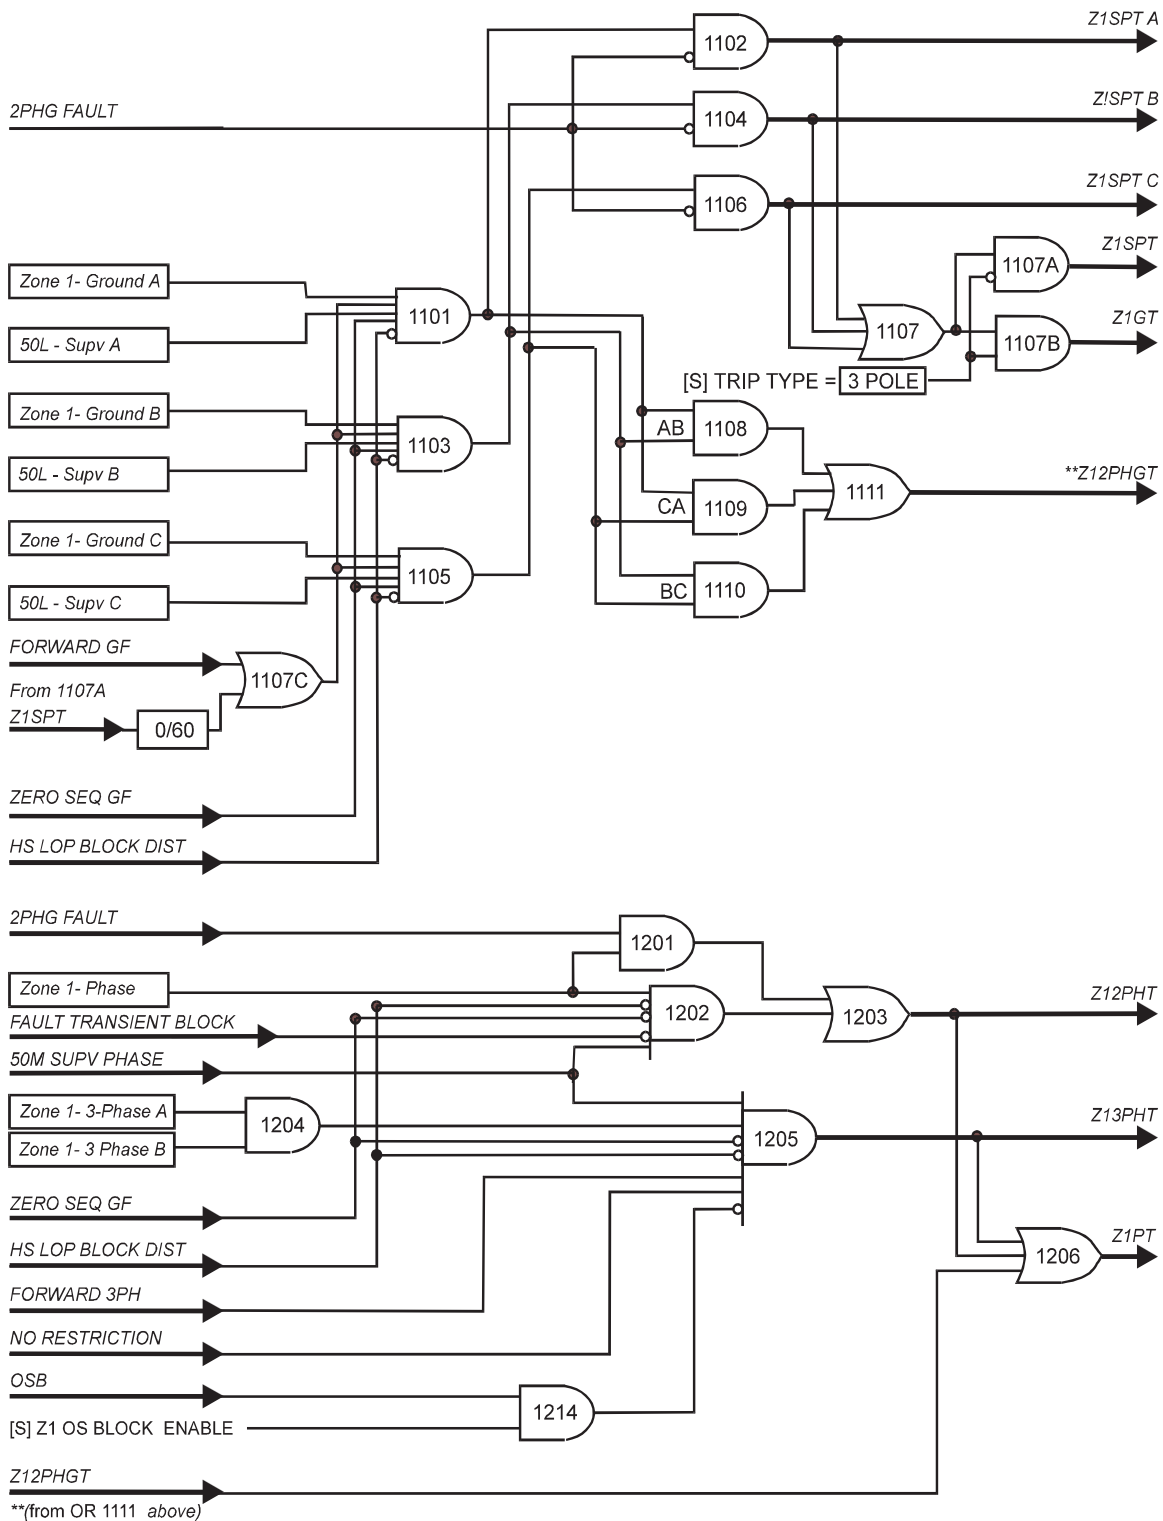 Z1SPT A
1102
2PHG FAULT
Z!SPT B
1104
Z1SPT C
1106
Z1SPT
1107A
Zone 1- Ground A
1101
Z1GT
1107
1107B
50L - Supv A
[S] TRIP TYPE = 3 POLE
Zone 1- Ground B
1103
AB
1108
50L - Supv B
**Z12PHGT
1111
CA
1109
Zone 1- Ground C
1105
BC
1110
50L - Supv C
FORWARD GF
1107C
From 1107A
Z1SPT
0/60
ZERO SEQ GF
HS LOP BLOCK DIST
2PHG FAULT
1201
Zone 1- Phase
Z12PHT
1202
1203
FAULT TRANSIENT BLOCK
50M SUPV PHASE
Zone 1- 3-Phase A
1204
Z13PHT
1205
Zone 1- 3 Phase B
ZERO SEQ GF
Z1PT
1206
HS LOP BLOCK DIST
FORWARD 3PH
NO RESTRICTION
OSB
1214
[S] Z1 OS BLOCK ENABLE
Z12PHGT
**(from OR 1111 above)